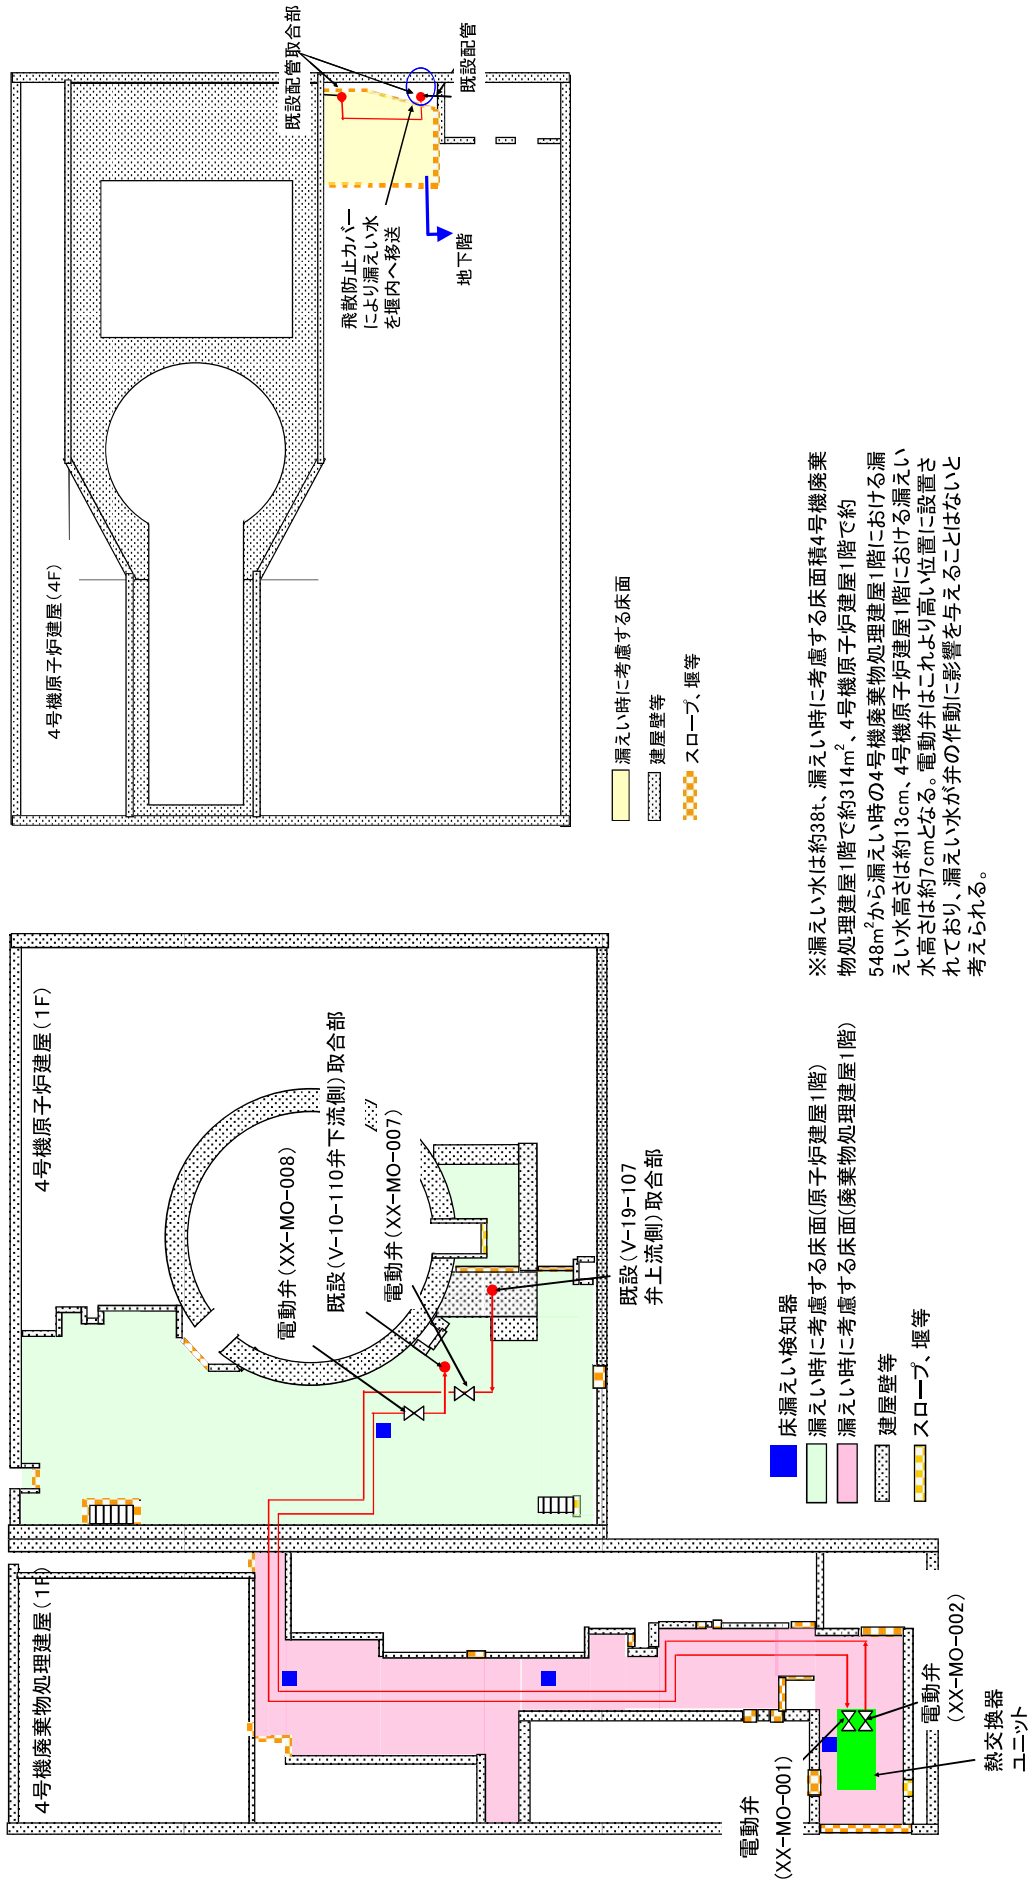 4号機廃棄物処理建屋(1F)
電動弁
(XX-MO-001)
電動弁
(XX-MO-002)
熱交換器
ユニット
4号機原子炉建屋(1F)
電動弁(XX-MO-008)
既設(V-10-110弁下流側)取合部
電動弁(XX-MO-007)
既設(V-19-107
弁上流側)取合部
床漏えい検知器
漏えい時に考慮する床面(原子炉建屋1階)
漏えい時に考慮する床面(廃棄物処理建屋1階)
建屋壁等
スロープ、堰等
4号機原子炉建屋(4F)
既設配管取合部
既設配管
飛散防止カバー
により漏えい水
を堰内へ移送
地下階
漏えい時に考慮する床面
建屋壁等
スロープ、堰等
※漏えい水は約38t、漏えい時に考慮する床面積4号機廃棄
物処理建屋1階で約314m²、4号機原子炉建屋1階で約
548m²から漏えい時の4号機廃棄物処理建屋1階における漏
えい水高さは約13cm、4号機原子炉建屋1階における漏えい
水高さは約7cmとなる。電動弁はこれより高い位置に設置さ
れており、漏えい水が弁の作動に影響を与えることはないと
考えられる。